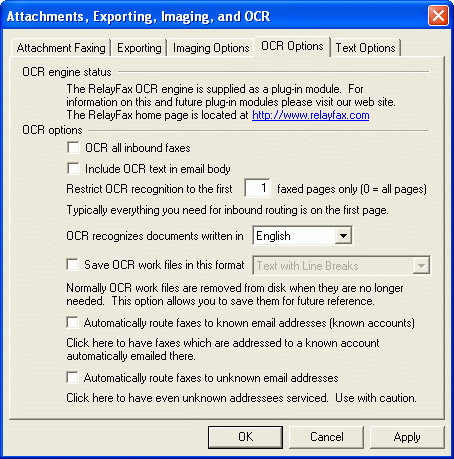 Attachments, Exporting, Imaging, and OCR
Attachment Faxing
Exporting
Imaging Options
OCR Options
Text Options
OCR engine status
The RelayFax OCR engine is supplied as a plug-in module. For
information on this and future plug-in modules please visit our web site.
The RelayFax home page is located at http://www.relayfax.com
OCR options
OCR all inbound faxes
Include OCR text in email body
Restrict OCR recognition to the first 1 faxed pages only (0 = all pages)
Typically everything you need for inbound routing is on the first page.
OCR recognizes documents written in English
Save OCR work files in this format Text with Line Breaks
Normally OCR work files are removed from disk when they are no longer
needed. This option allows you to save them for future reference.
Automatically route faxes to known email addresses (known accounts)
Click here to have faxes which are addressed to a known account
automatically emailed there.
Automatically route faxes to unknown email addresses
Click here to have even unknown addressees serviced. Use with caution.
OK
Cancel
Apply